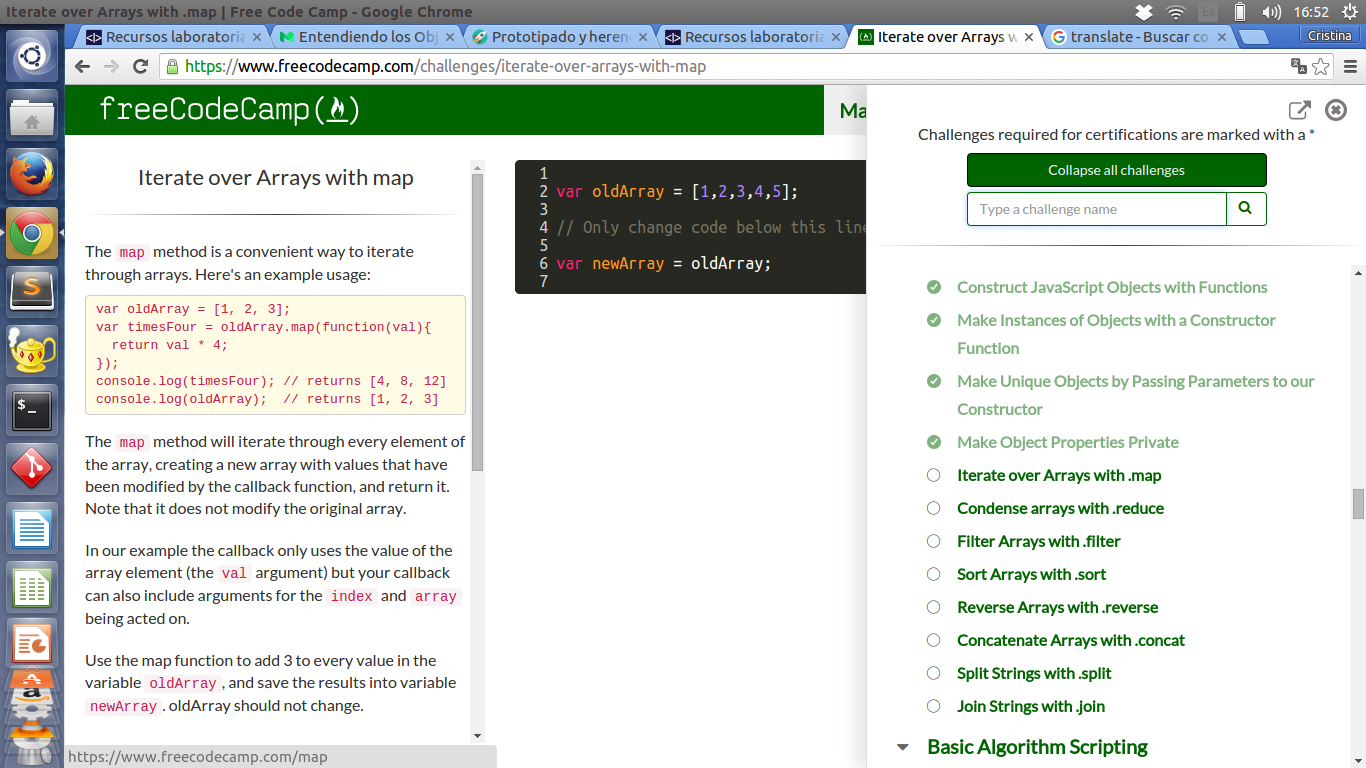 Iterate over Arrays with .map | Free Code Camp - Google Chrome
Es
16:52
Recursos laboratoria
Entendiendo los Obj
Prototipado y heren
Recursos laboratoria
Iterate over Arrays w
translate - Buscar co
Cristina
https://www.freecodecamp.com/challenges/iterate-over-arrays-with-map
freeCodeCamp
Ma
Iterate over Arrays with map
The map method is a convenient way to iterate
through arrays. Here's an example usage:
var oldArray = [1, 2, 3];
var timesFour = oldArray.map(function(val){
  return val * 4;
});
console.log(timesFour); // returns [4, 8, 12]
console.log(oldArray);  // returns [1, 2, 3]
The map method will iterate through every element of
the array, creating a new array with values that have
been modified by the callback function, and return it.
Note that it does not modify the original array.
In our example the callback only uses the value of the
array element (the val argument) but your callback
can also include arguments for the index and array
being acted on.
Use the map function to add 3 to every value in the
variable oldArray, and save the results into variable
newArray. oldArray should not change.
https://www.freecodecamp.com/map
1
2 var oldArray = [1,2,3,4,5];
3
4 // Only change code below this line
5
6 var newArray = oldArray;
7
Challenges required for certifications are marked with a *
Collapse all challenges
Type a challenge name
Construct JavaScript Objects with Functions
Make Instances of Objects with a Constructor
Function
Make Unique Objects by Passing Parameters to our
Constructor
Make Object Properties Private
Iterate over Arrays with .map
Condense arrays with .reduce
Filter Arrays with .filter
Sort Arrays with .sort
Reverse Arrays with .reverse
Concatenate Arrays with .concat
Split Strings with .split
Join Strings with .join
Basic Algorithm Scripting